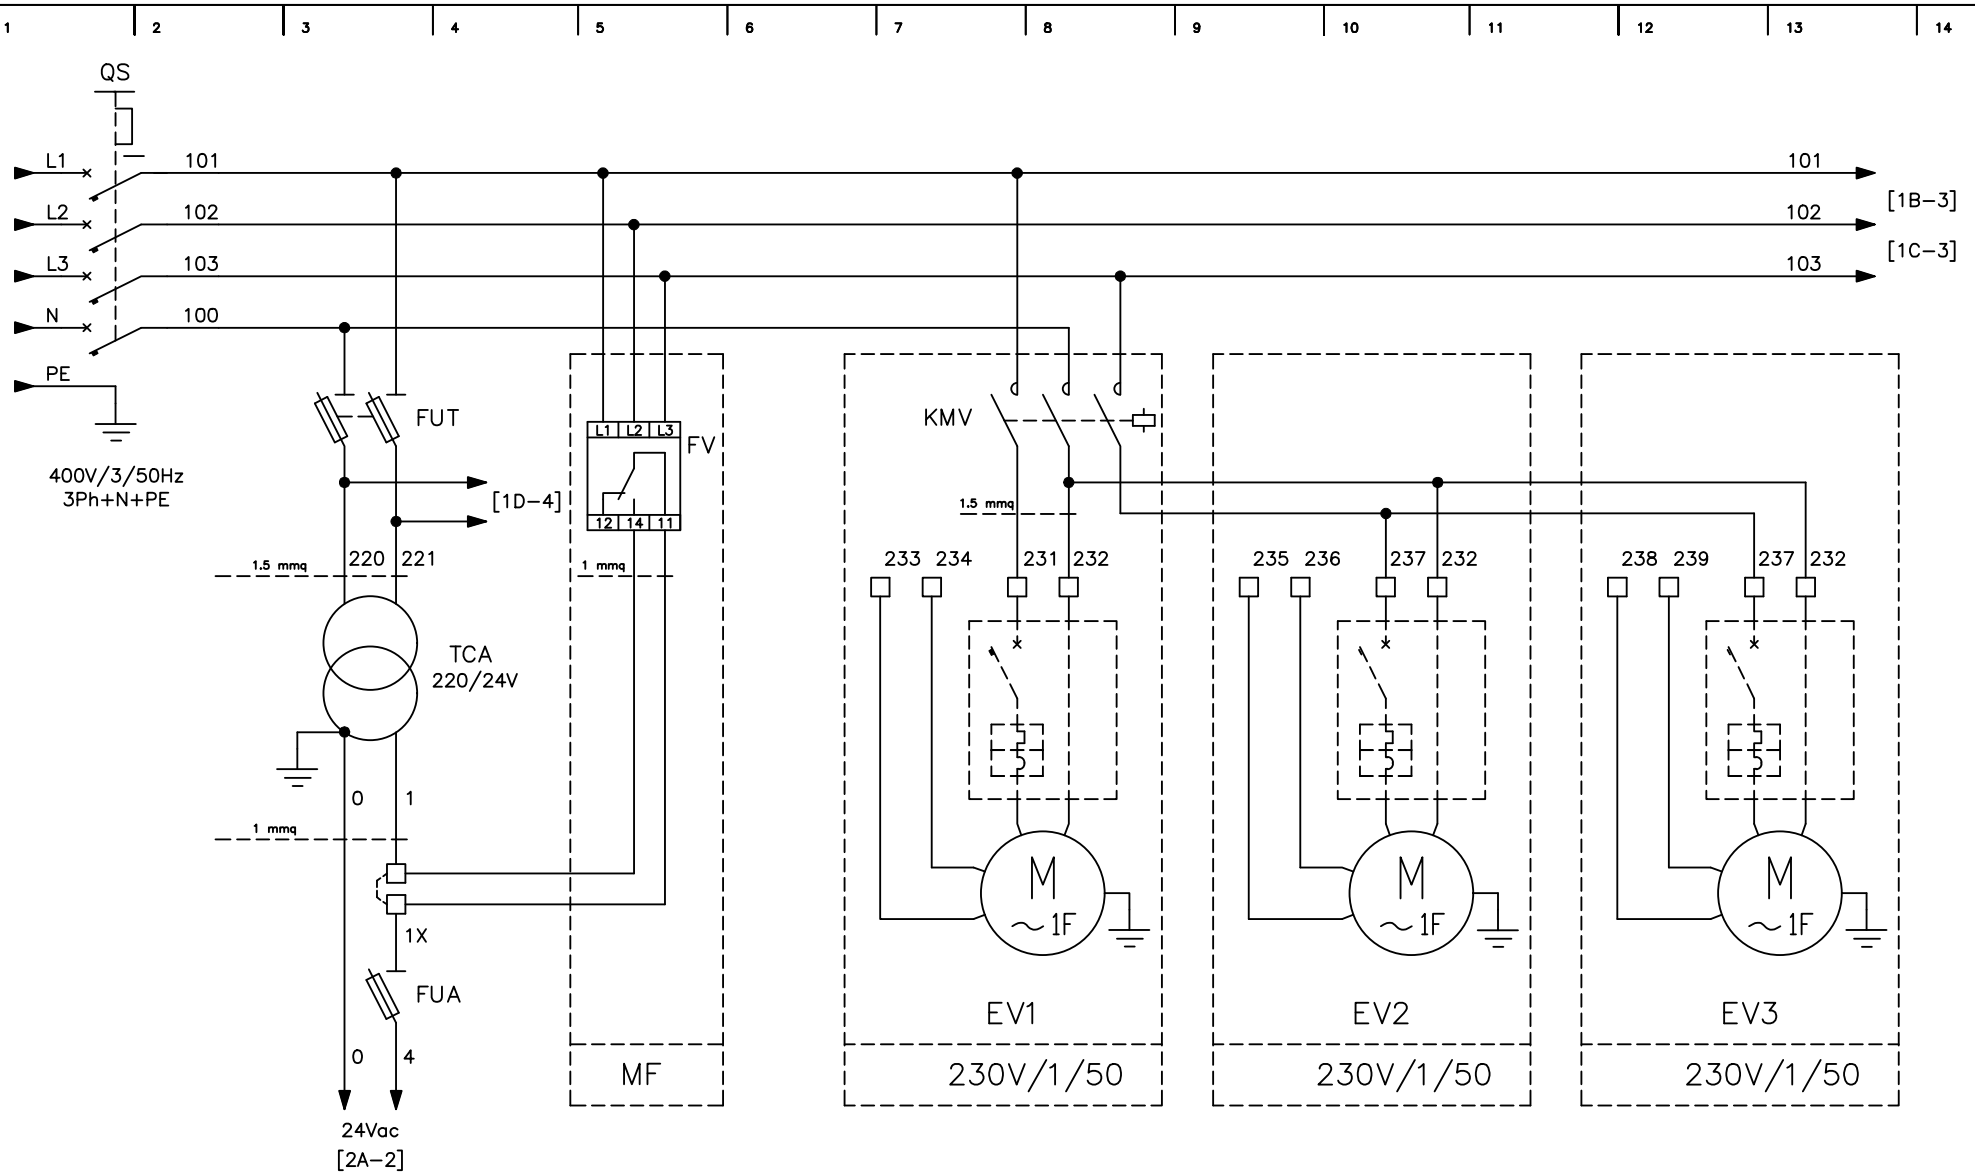 1 2 3 4 5 6 7 8 9 10 11 12 13 14
QS
L1 101 101
[1B-3]
L2 102 102
[1C-3]
L3 103 103
N 100
PE
FUT
KMV
L1 L2 L3
FV
400V/3/50Hz
3Ph+N+PE
[1D-4]
1.5 mmq
12 14 11
220 221
1.5 mmq
1 mmq
233 234 231 232
235 236 237 232
238 239 237 232
TCA
220/24V
0 1
1 mmq
1X
M
~ 1F
M
~ 1F
M
~ 1F
FUA
EV1 EV2 EV3
0 4
MF
230V/1/50
230V/1/50
230V/1/50
24Vac
[2A-2]